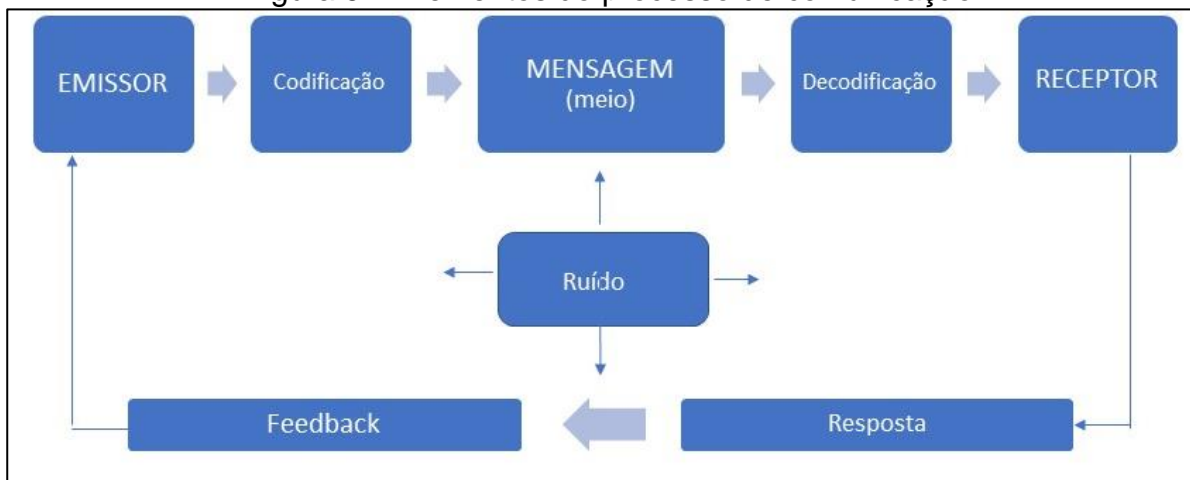 EMISSOR
Codificação
MENSAGEM
(meio)
Decodificação
RECEPTOR
Ruído
Feedback
Resposta